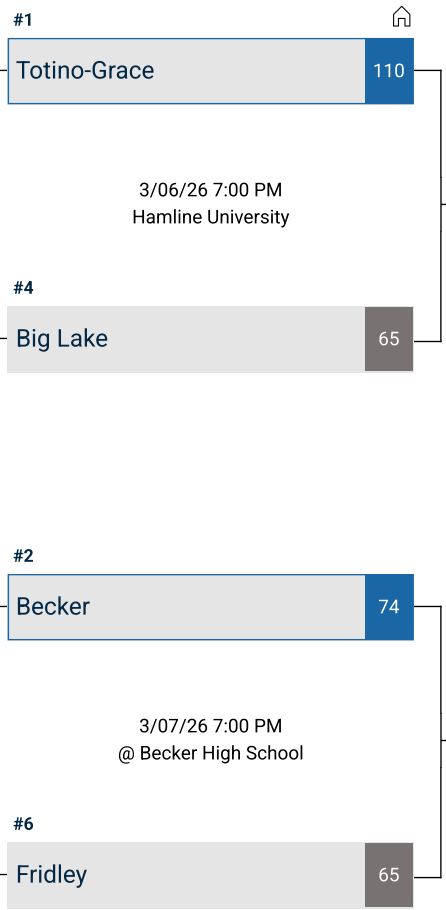 #1
Totino-Grace
110
3/06/26 7:00 PM
Hamline University
#4
Big Lake
65
#2
Becker
74
3/07/26 7:00 PM
@ Becker High School
#6
Fridley
65